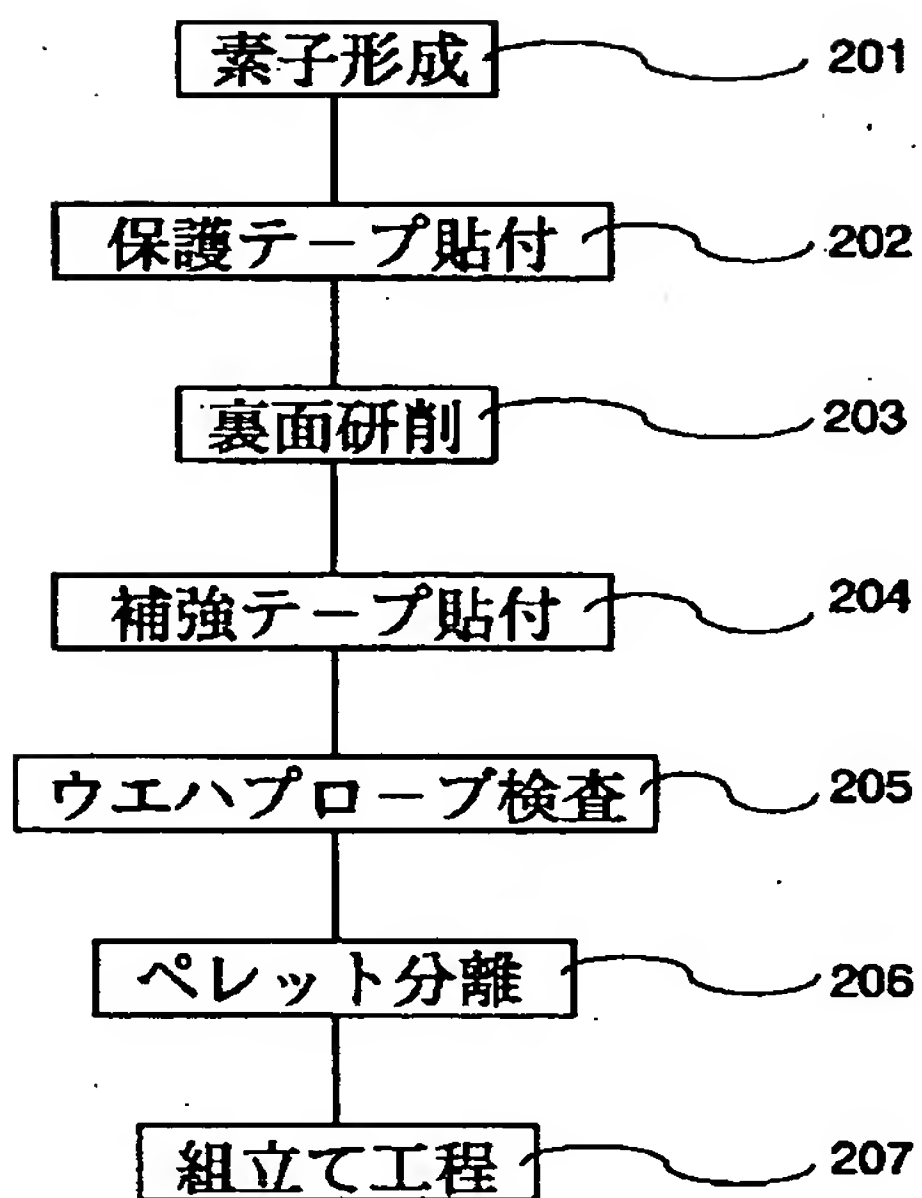 素子形成 201
保護テープ貼付 202
裏面研削 203
補強テープ貼付 204
ウエハプローブ検査 205
ペレット分離 206
組立て工程 207